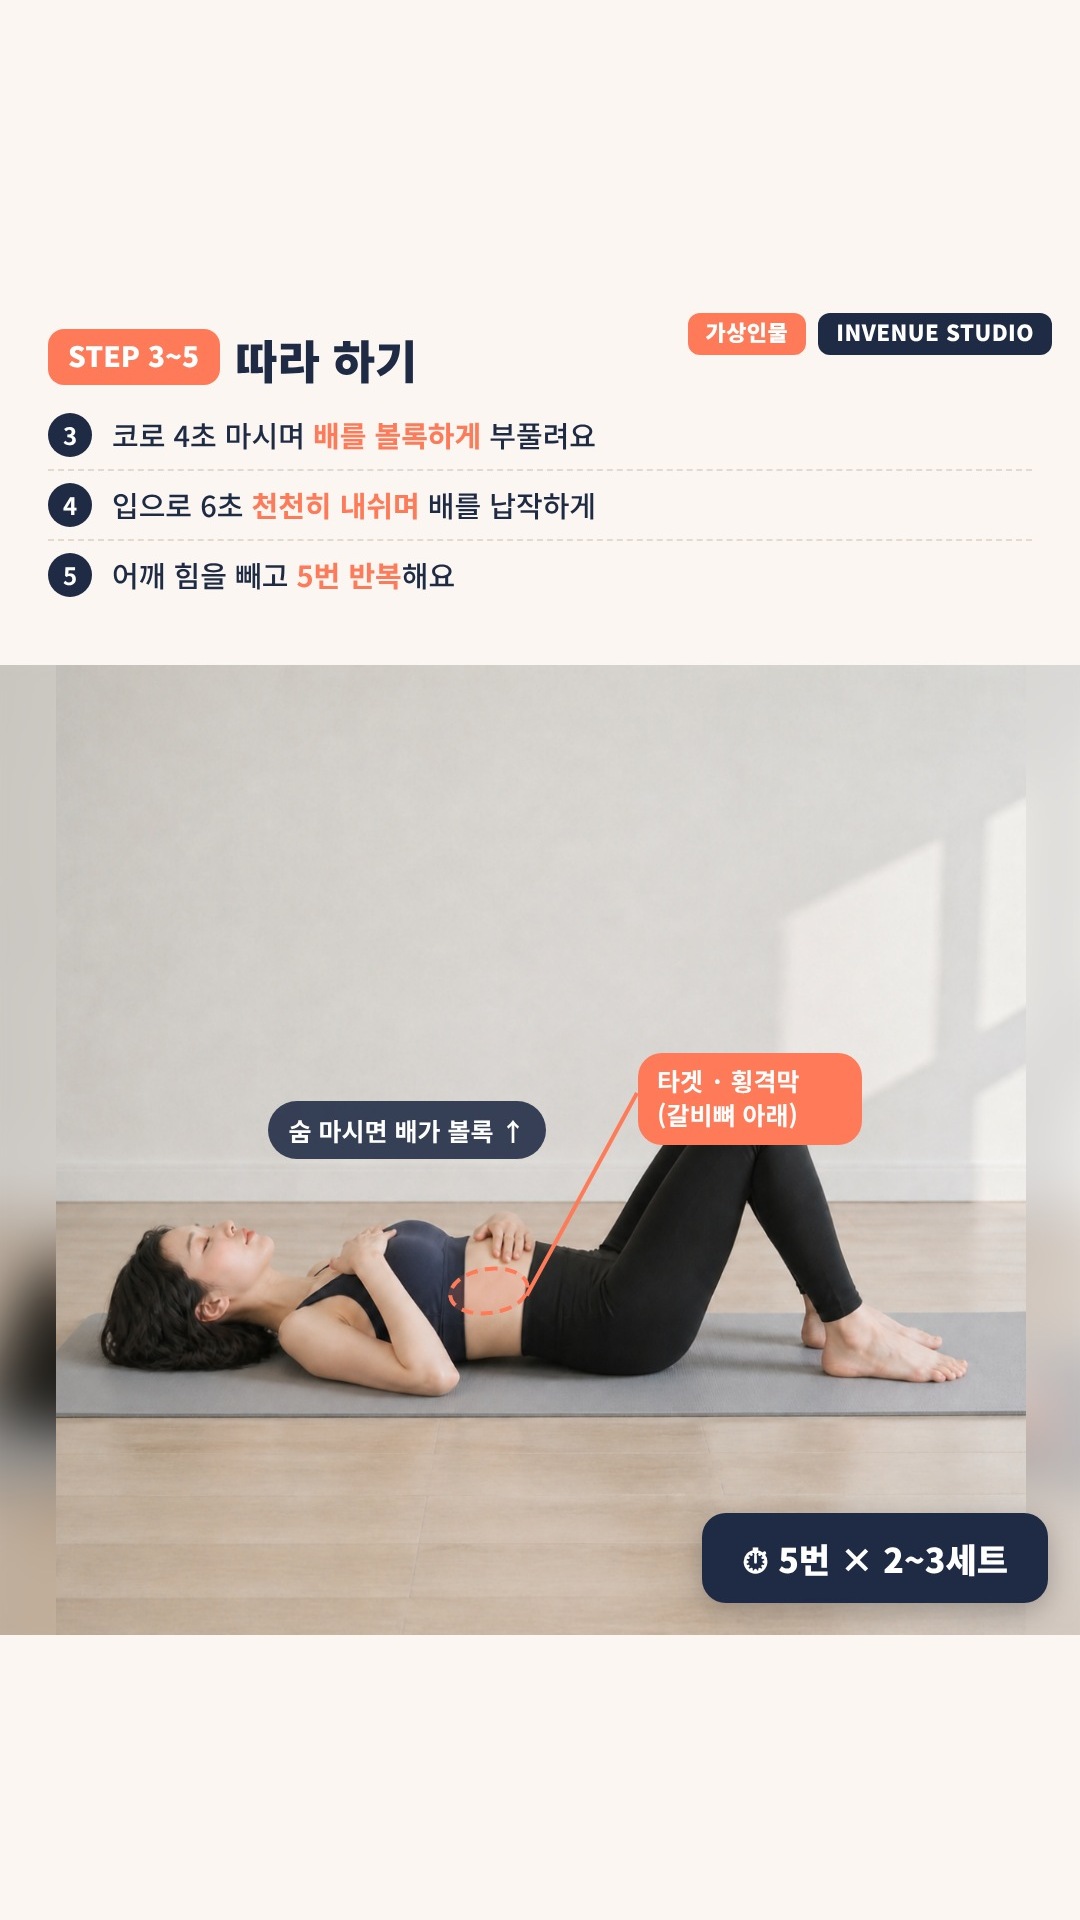 STEP 3~5 따라 하기
가상인물 INVENUE STUDIO
3 코로 4초 마시며 배를 볼록하게 부풀려요
4 입으로 6초 천천히 내쉬며 배를 납작하게
5 어깨 힘을 빼고 5번 반복해요
타겟 · 횡격막
(갈비뼈 아래)
숨 마시면 배가 볼록 ↑
⏱ 5번 × 2~3세트